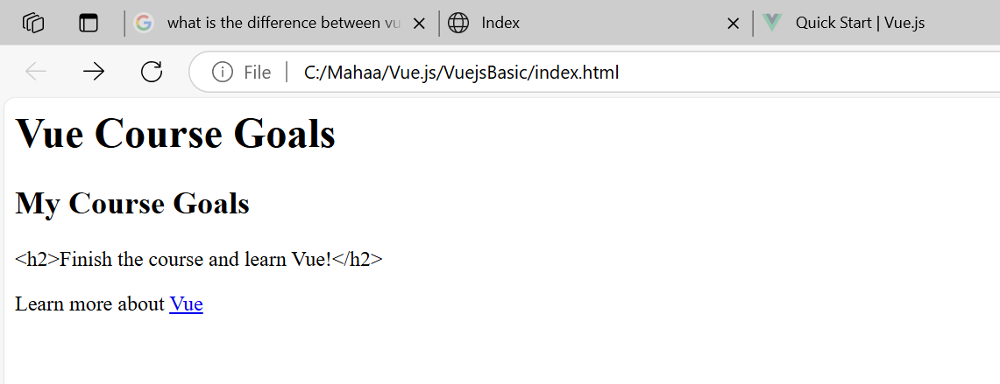 what is the difference between vu
Index
Quick Start | Vue.js
File | C:/Mahaa/Vue.js/VuejsBasic/index.html
Vue Course Goals
My Course Goals
<h2>Finish the course and learn Vue!</h2>
Learn more about Vue